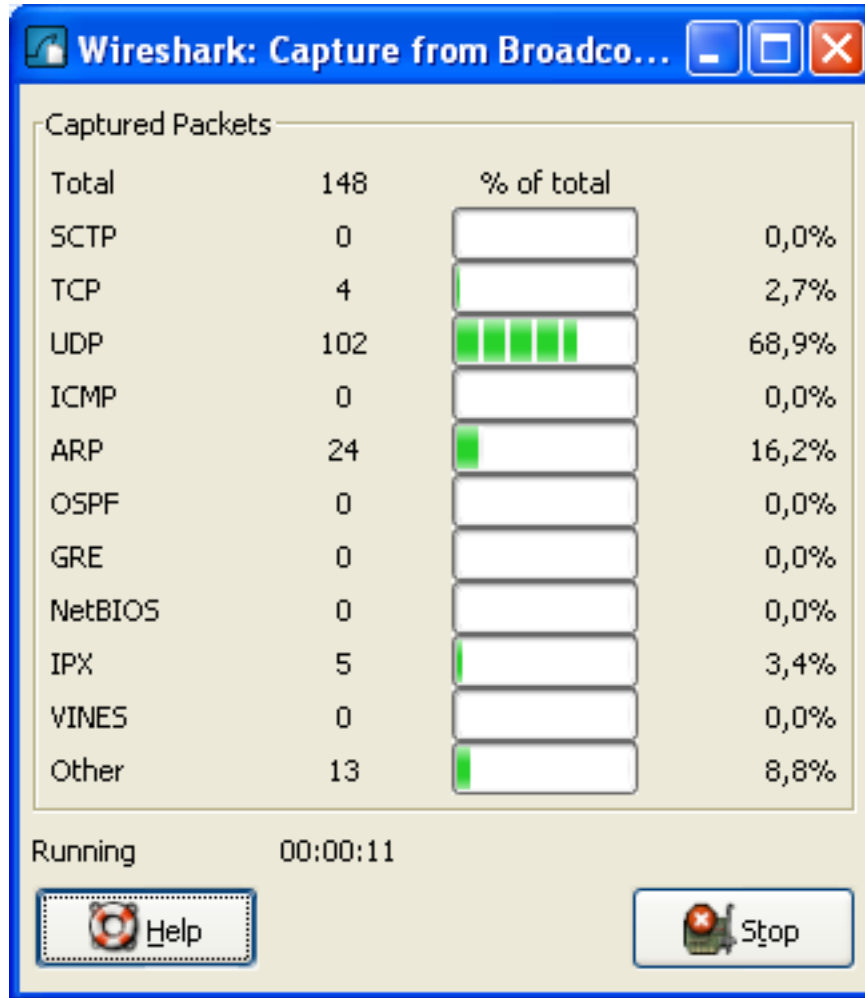 Wireshark: Capture from Broadco...
Captured Packets
Total 148 % of total
SCTP 0 0,0%
TCP 4 2,7%
UDP 102 68,9%
ICMP 0 0,0%
ARP 24 16,2%
OSPF 0 0,0%
GRE 0 0,0%
NetBIOS 0 0,0%
IPX 5 3,4%
VINES 0 0,0%
Other 13 8,8%
Running 00:00:11
Help Stop